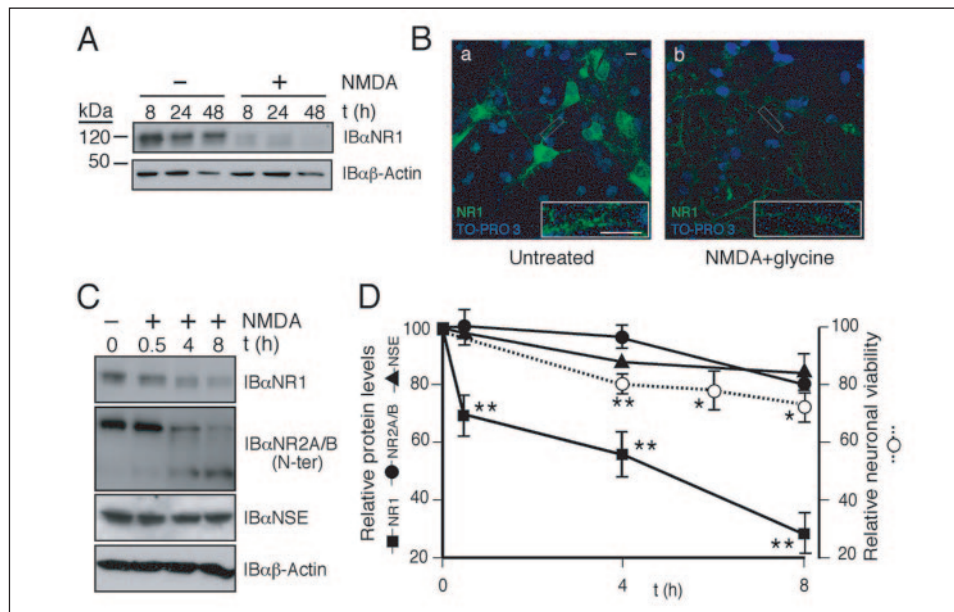 A
− + NMDA
kDa 8 24 48 8 24 48 t (h)
120 IBαNR1
50
IBαβ-Actin
B
a
b
NR1
TO-PRO 3
NR1
TO-PRO 3
Untreated
NMDA+glycine
C
− + + + NMDA
0 0.5 4 8 t (h)
IBαNR1
IBαNR2A/B
(N-ter)
IBαNSE
IBαβ-Actin
D
Relative protein levels
NR1
NR2A/B
NSE
100
80
60
40
20
**
**
**
**
*
*
0 4 8
t (h)
100
80
60
40
20
Relative neuronal viability